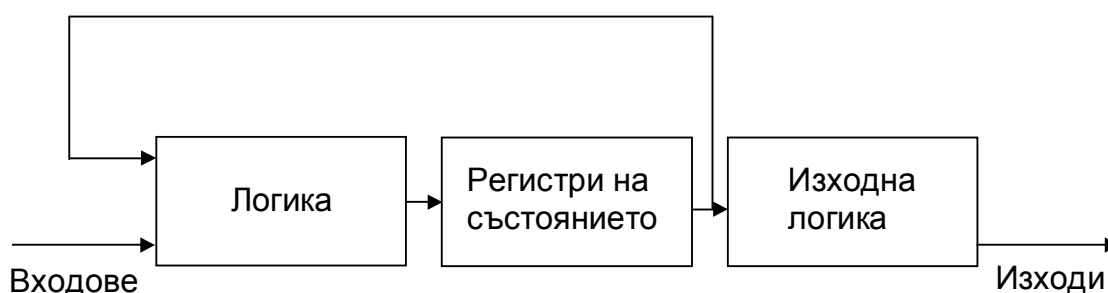 Логика
Регистри на
състоянието
Изходна
логика
Входове
Изходи